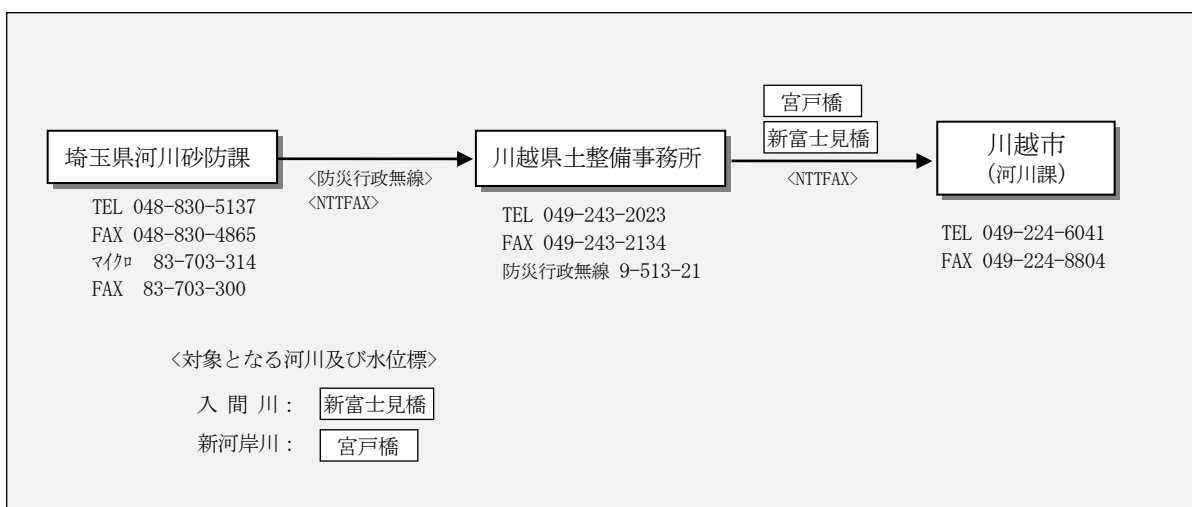 宮戸橋
新富士見橋
埼玉県河川砂防課
川越県土整備事務所
川越市
(河川課)
<防災行政無線>
<NTTFAX>
<NTTFAX>
TEL 048-830-5137
FAX 048-830-4865
ﾏｲｸﾛ 83-703-314
FAX 83-703-300
TEL 049-243-2023
FAX 049-243-2134
防災行政無線 9-513-21
TEL 049-224-6041
FAX 049-224-8804
<対象となる河川及び水位標>
入 間 川： 新富士見橋
新河岸川： 宮戸橋